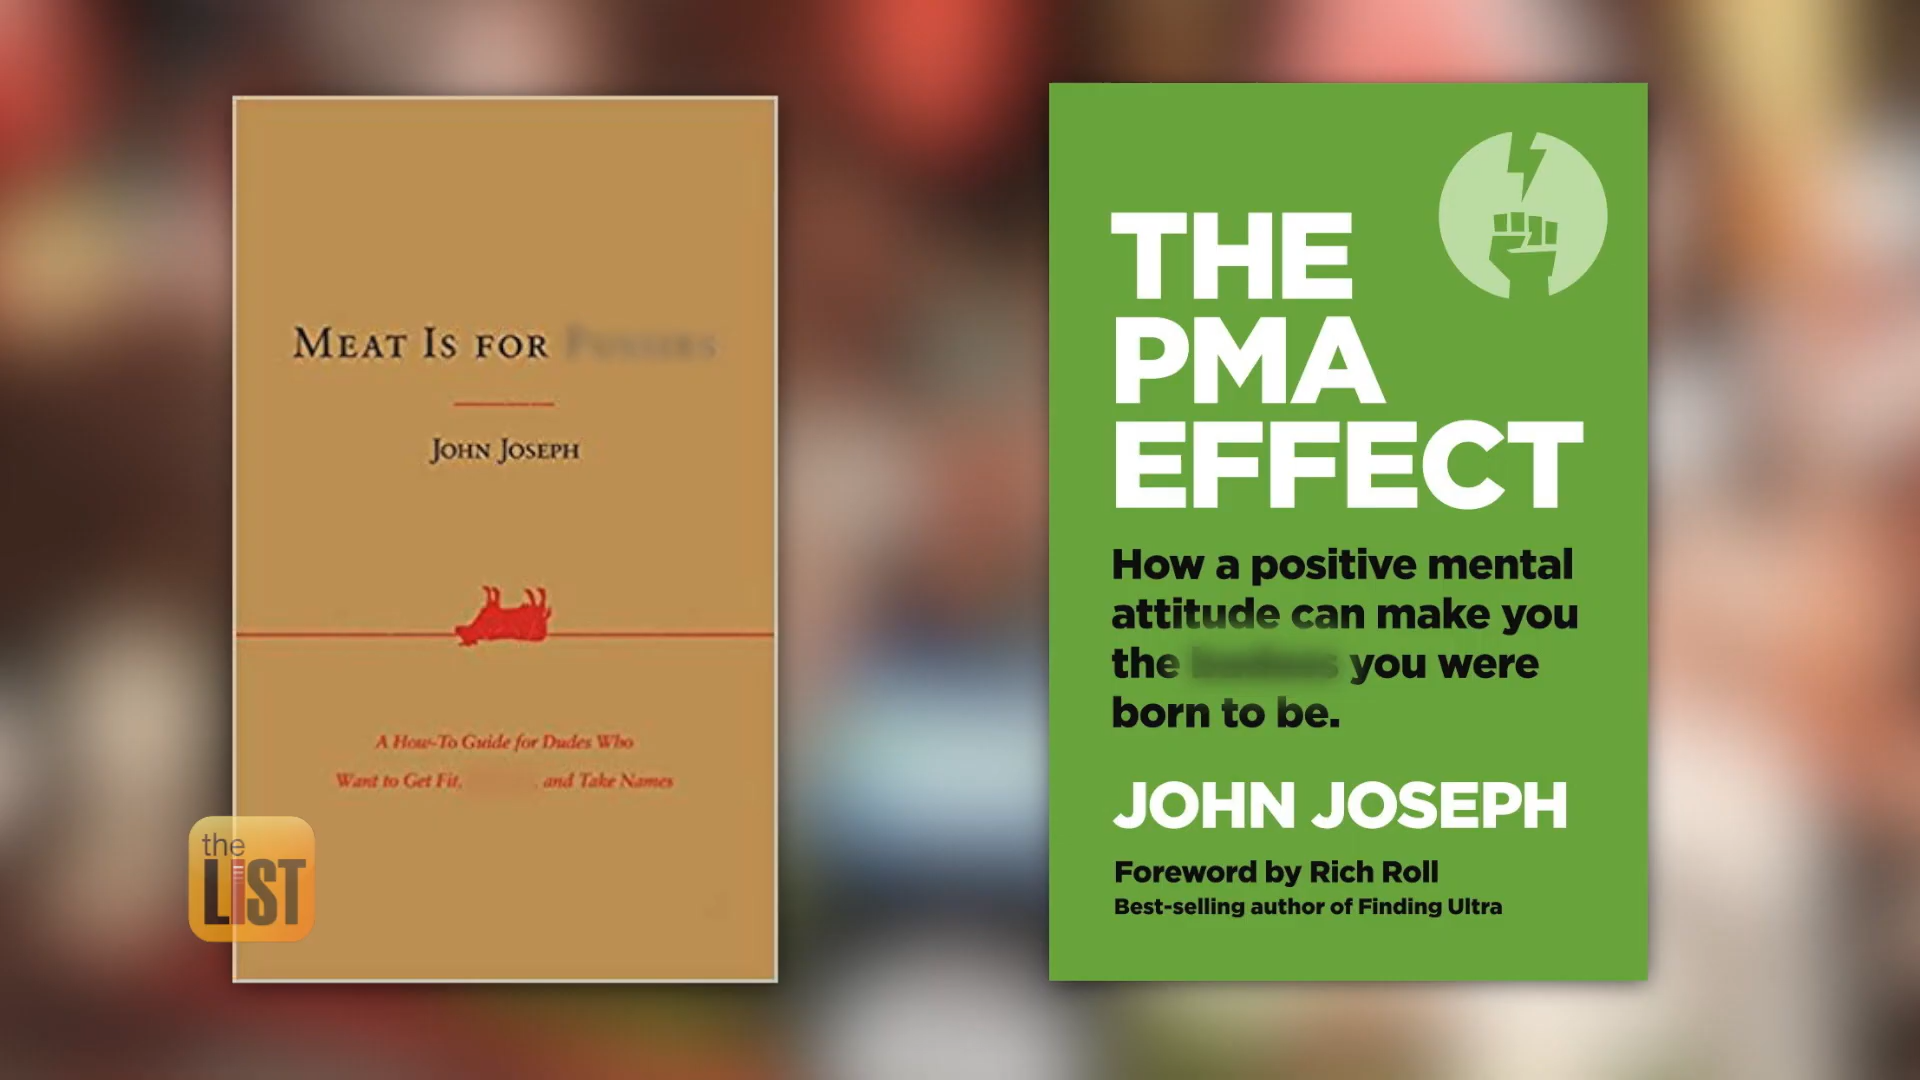 MEAT IS FOR
JOHN JOSEPH
A How-To Guide for Dudes Who
Want to Get Fit, , and Take Names
the
LIST
THE
PMA
EFFECT
How a positive mental
attitude can make you
the you were
born to be.
JOHN JOSEPH
Foreword by Rich Roll
Best-selling author of Finding Ultra